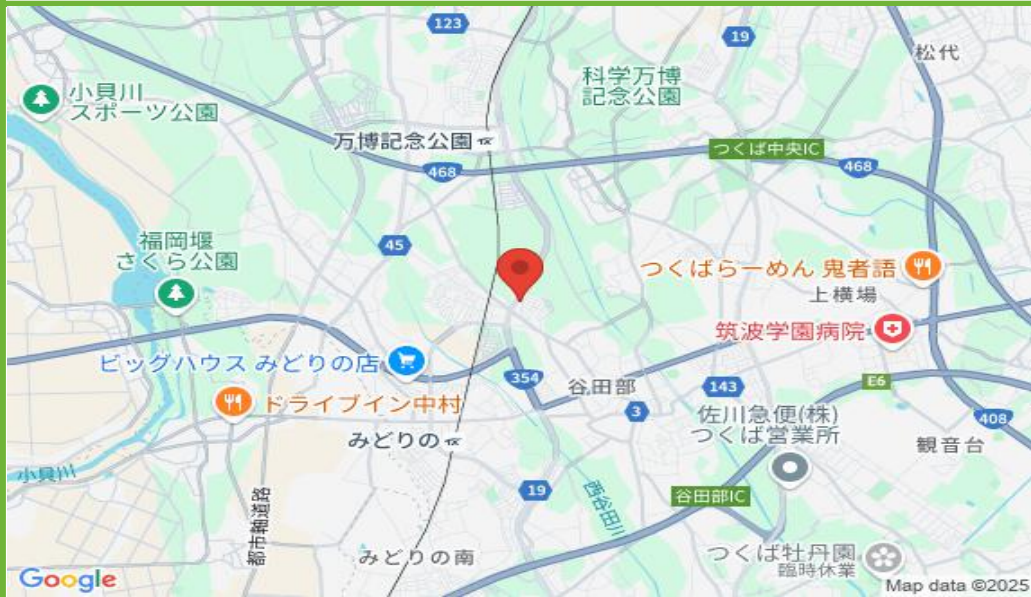 123
19
松代
小貝川
スポーツ公園
科学万博
記念公園
万博記念公園
つくば中央IC
468
468
福岡堰
さくら公園
45
つくばらーめん 鬼者語
上横場
筑波学園病院
ビッグハウス みどりの店
354
谷田部
143
E6
ドライブイン中村
3
佐川急便(株)
つくば営業所
408
観音台
みどりの
小貝川
都市軸道路
19
西谷田川
谷田部IC
みどりの南
つくば牡丹園
臨時休業
Google
Map data ©2025